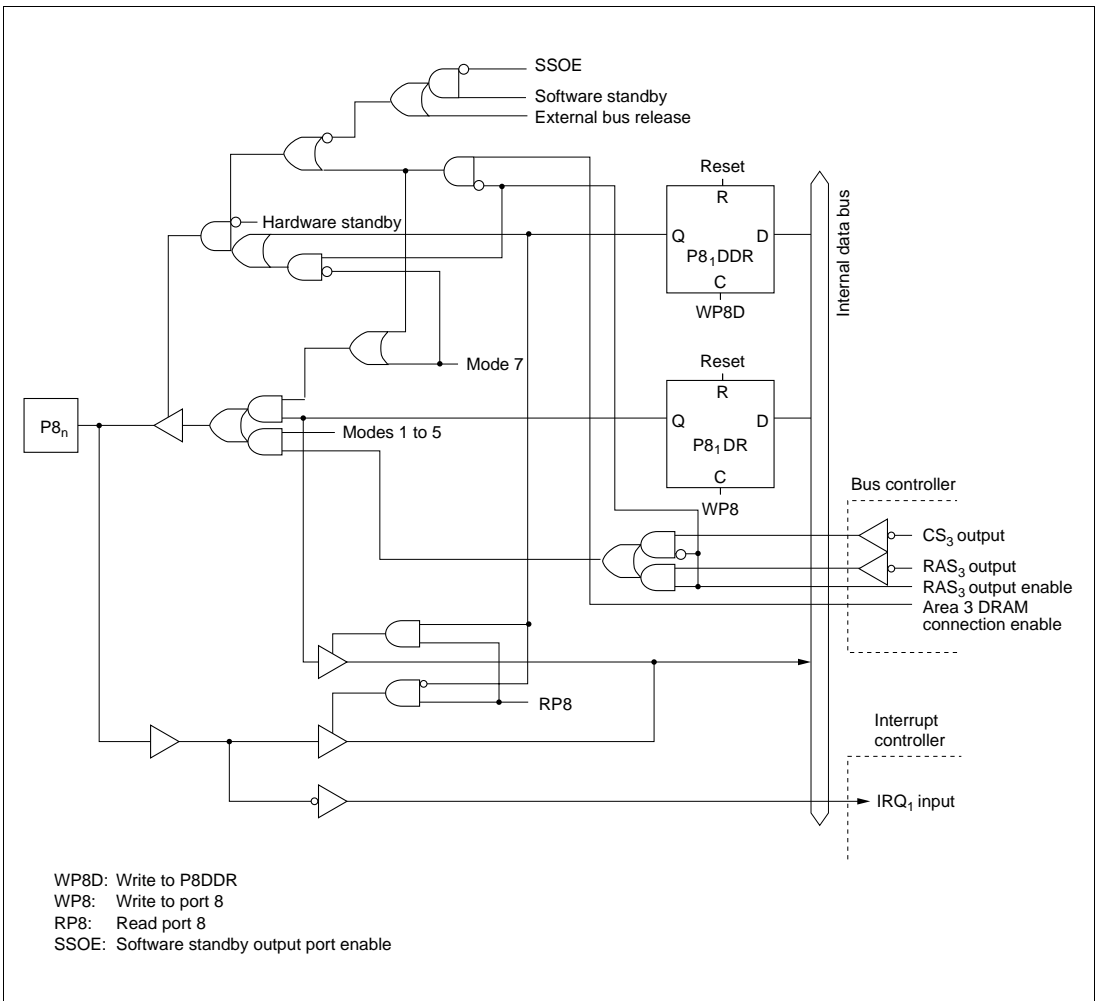 SSOE
Software standby
External bus release
Reset
R
Hardware standby
Q
D
P8₁DDR
C
WP8D
Internal data bus
Mode 7
Reset
R
P8ₙ
Modes 1 to 5
Q
D
P8₁DR
C
WP8
Bus controller
CS₃ output
RAS₃ output
RAS₃ output enable
Area 3 DRAM
connection enable
RP8
Interrupt
controller
IRQ₁ input
WP8D: Write to P8DDR
WP8: Write to port 8
RP8: Read port 8
SSOE: Software standby output port enable